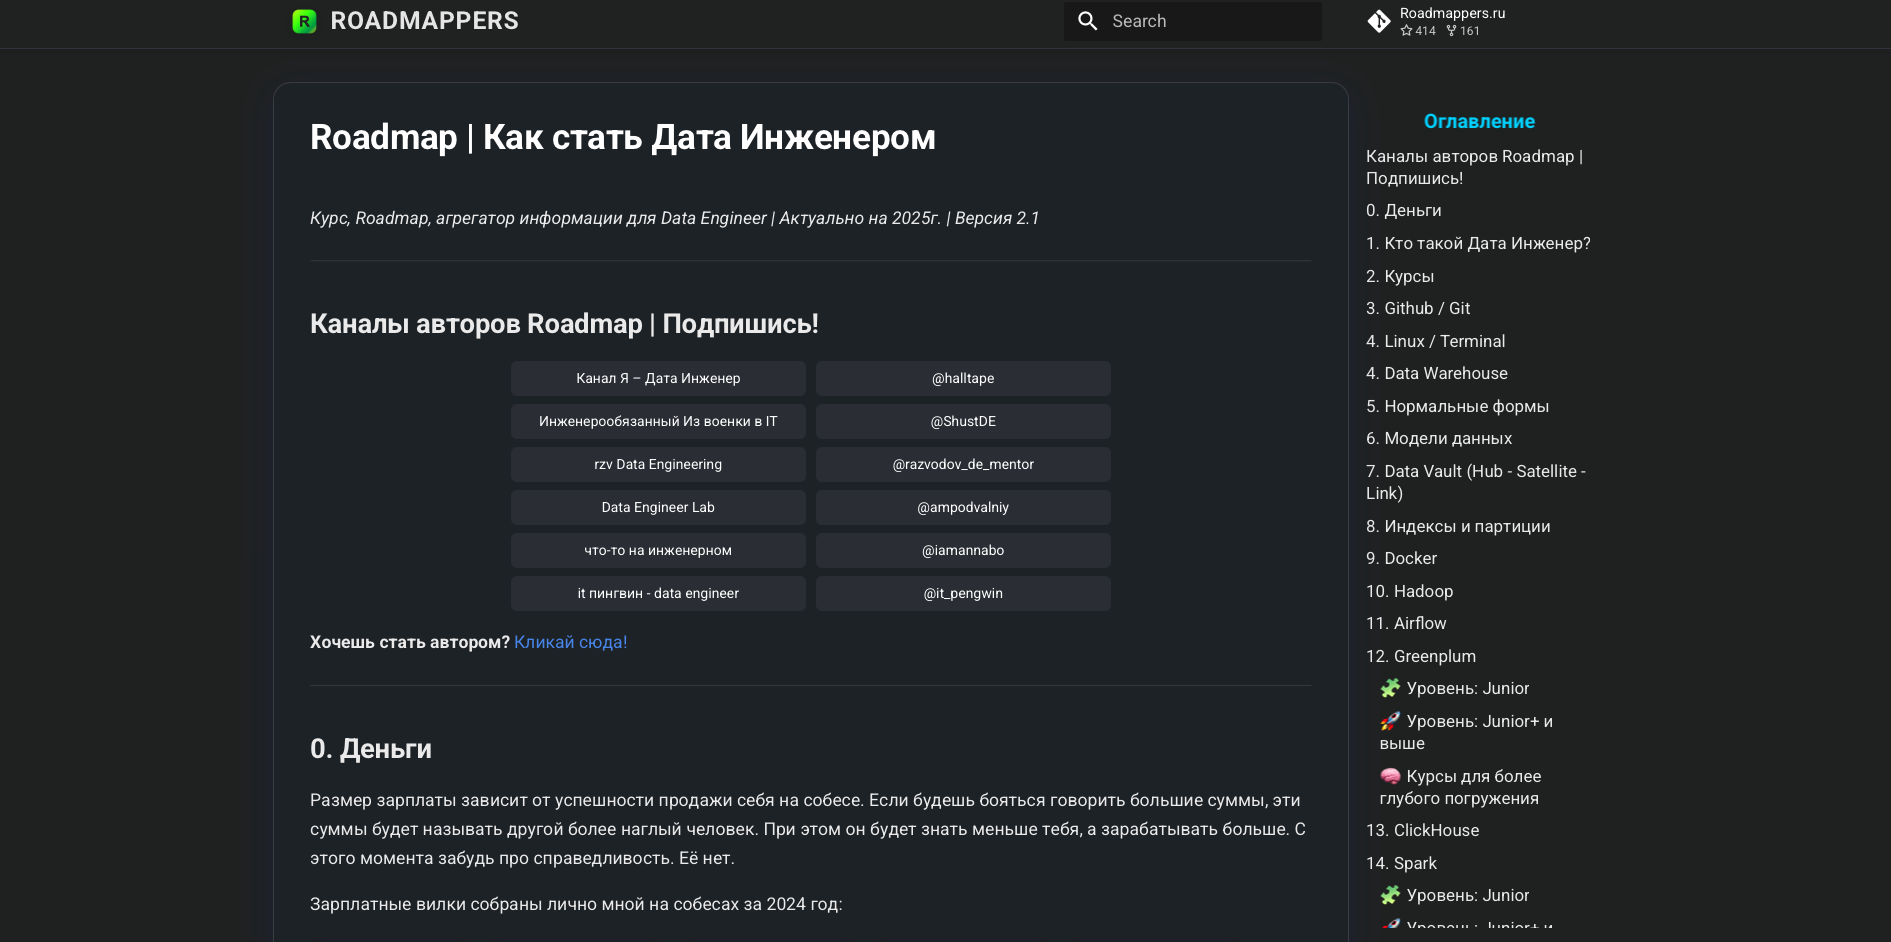 R ROADMAPPERS
Search
Roadmappers.ru
414 161
Roadmap | Как стать Дата Инженером
Курс, Roadmap, агрегатор информации для Data Engineer | Актуально на 2025г. | Версия 2.1
Каналы авторов Roadmap | Подпишись!
Канал Я – Дата Инженер @halltape
Инженерообязанный Из военки в IT @ShustDE
rzv Data Engineering @razvodov_de_mentor
Data Engineer Lab @ampodvalniy
что-то на инженерном @iamannabo
it пингвин - data engineer @it_pengwin
Хочешь стать автором? Кликай сюда!
0. Деньги
Размер зарплаты зависит от успешности продажи себя на собесе. Если будешь бояться говорить большие суммы, эти
суммы будет называть другой более наглый человек. При этом он будет знать меньше тебя, а зарабатывать больше. С
этого момента забудь про справедливость. Её нет.
Зарплатные вилки собраны лично мной на собесах за 2024 год:
Оглавление
Каналы авторов Roadmap |
Подпишись!
0. Деньги
1. Кто такой Дата Инженер?
2. Курсы
3. Github / Git
4. Linux / Terminal
4. Data Warehouse
5. Нормальные формы
6. Модели данных
7. Data Vault (Hub - Satellite -
Link)
8. Индексы и партиции
9. Docker
10. Hadoop
11. Airflow
12. Greenplum
🧩 Уровень: Junior
🚀 Уровень: Junior+ и
выше
🧠 Курсы для более
глубого погружения
13. ClickHouse
14. Spark
🧩 Уровень: Junior
🚀 Уровень: Junior+ и